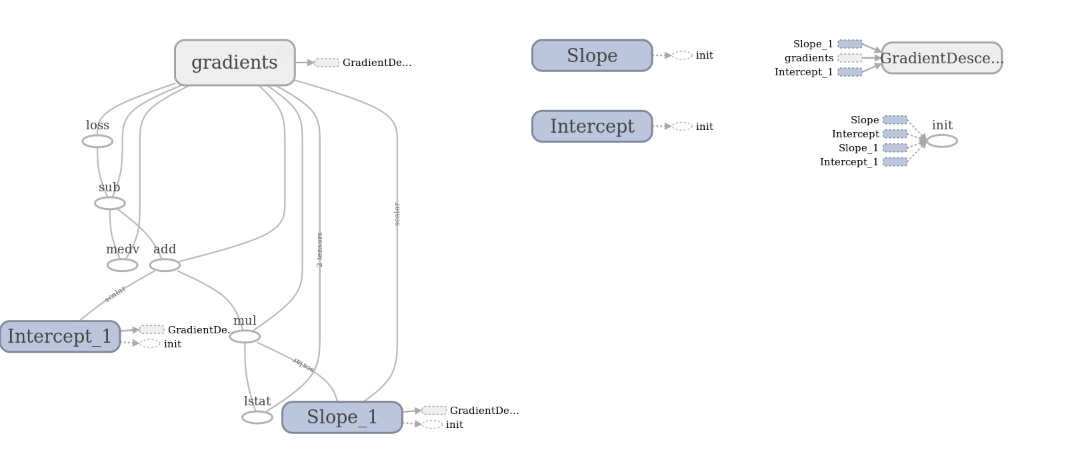 gradients
GradientDe...
loss
sub
medv
add
scalar
Intercept_1
GradientDe...
init
mul
scalar
lstat
Slope_1
GradientDe...
init
2 tensors
scalar
Slope
init
Intercept
init
Slope_1
gradients
Intercept_1
GradientDesce...
Slope
Intercept
Slope_1
Intercept_1
init